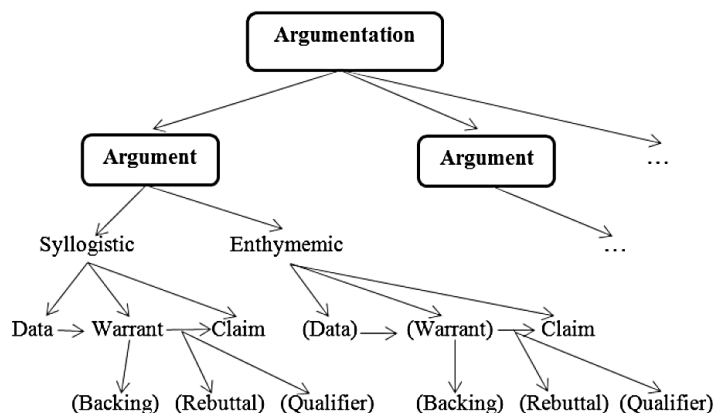 Argumentation
Argument Argument …
Syllogistic Enthymemic …
Data Warrant Claim (Data) (Warrant) Claim
(Backing) (Rebuttal) (Qualifier) (Backing) (Rebuttal) (Qualifier)